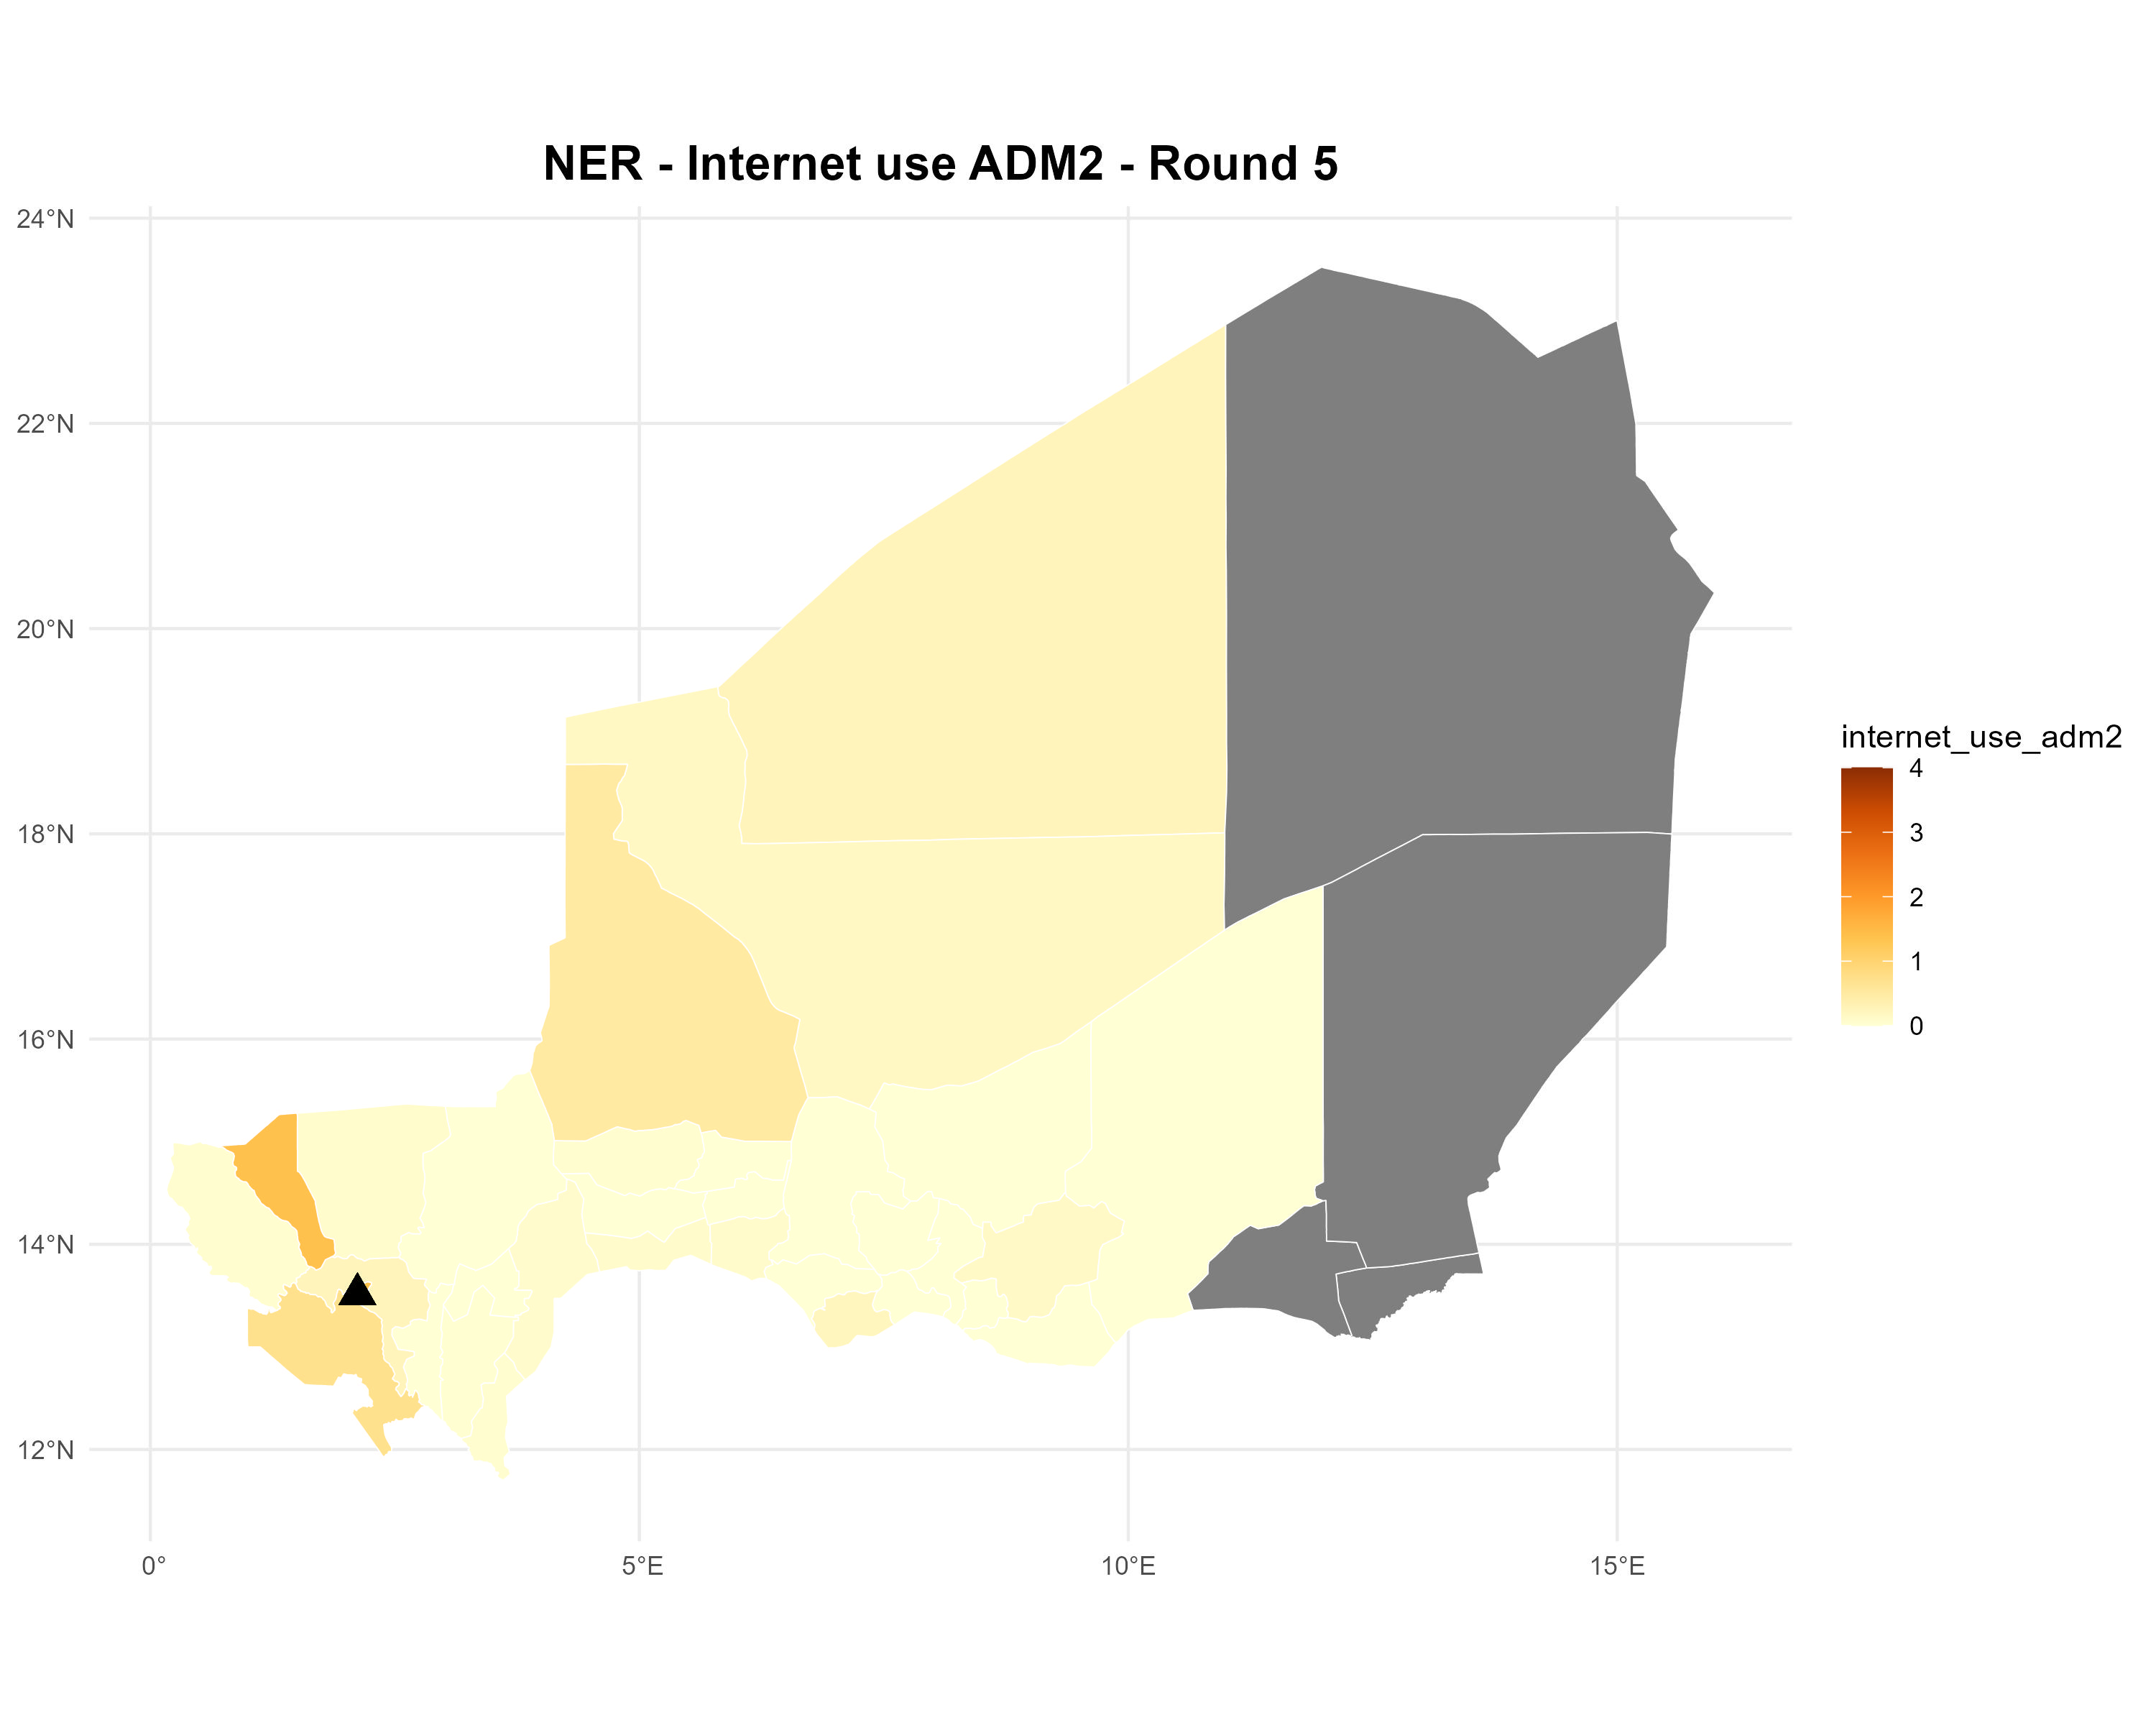 NER - Internet use ADM2 - Round 5
24°N
22°N
20°N
18°N
16°N
14°N
12°N
0°
5°E
10°E
15°E
internet_use_adm2
4
3
2
1
0